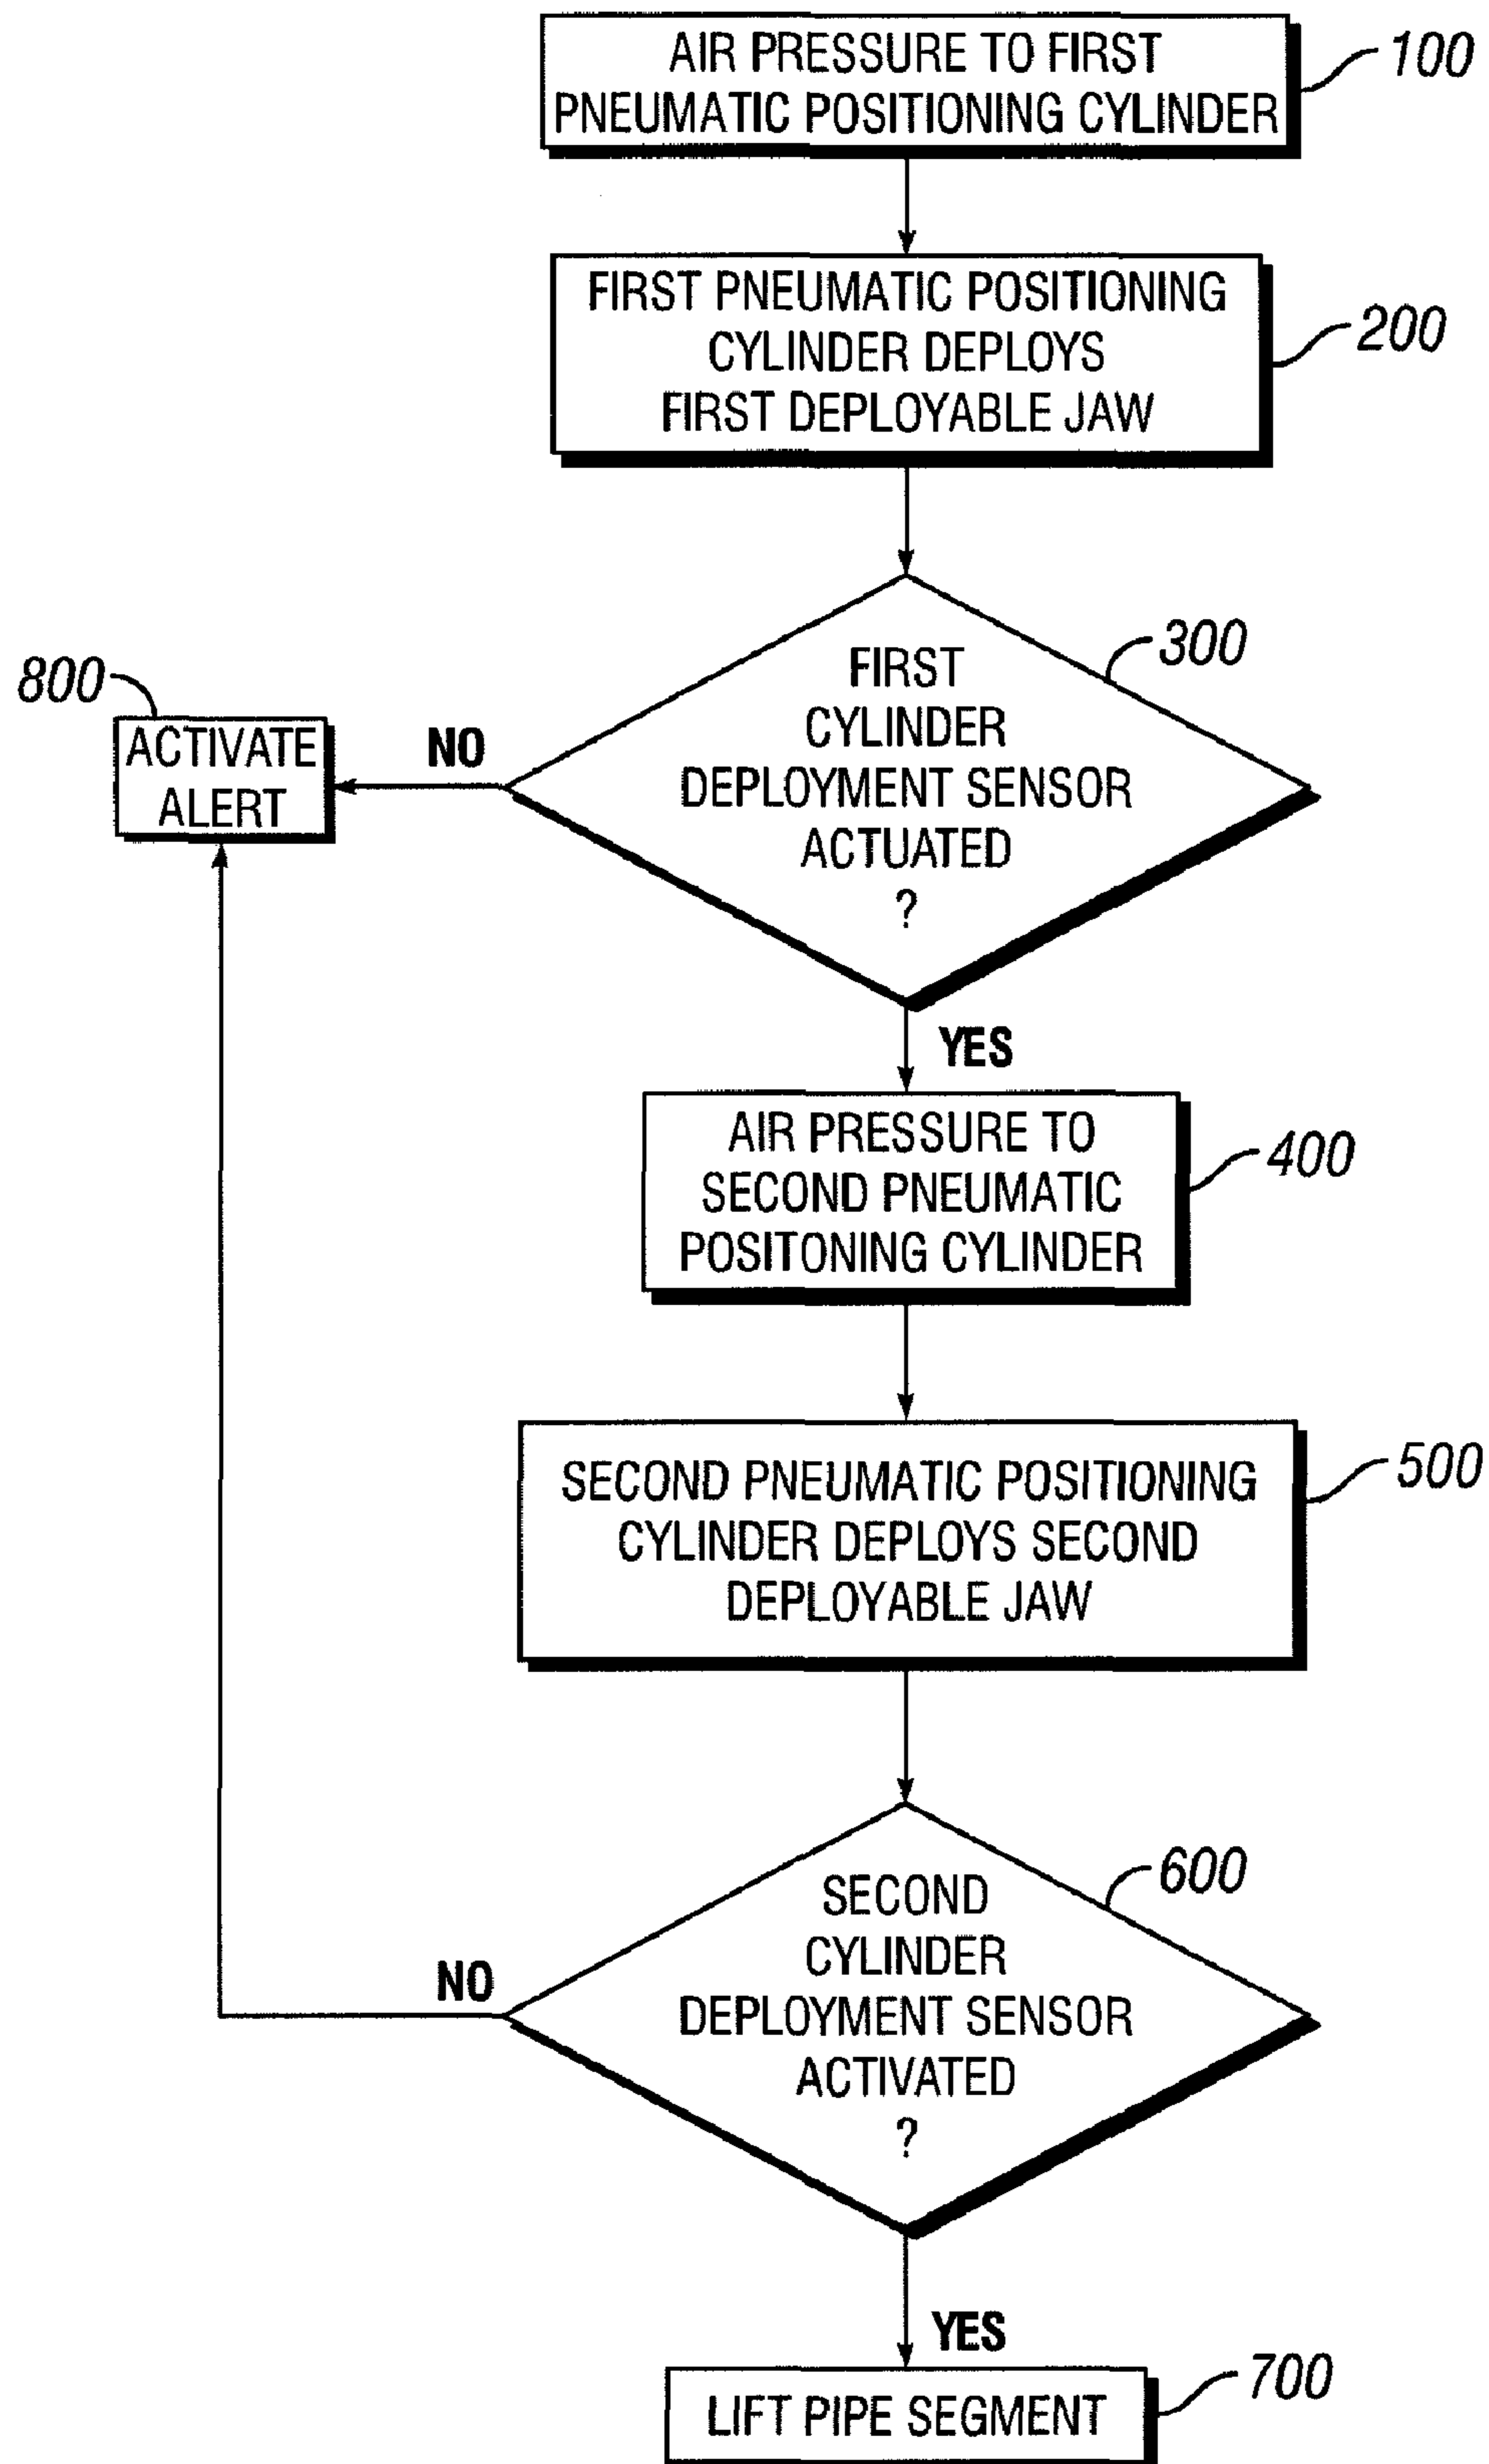 AIR PRESSURE TO FIRST
PNEUMATIC POSITIONING CYLINDER
100
FIRST PNEUMATIC POSITIONING
CYLINDER DEPLOYS
FIRST DEPLOYABLE JAW
200
FIRST
CYLINDER
DEPLOYMENT SENSOR
ACTUATED
?
300
800
ACTIVATE
ALERT
NO
YES
AIR PRESSURE TO
SECOND PNEUMATIC
POSITONING CYLINDER
400
SECOND PNEUMATIC POSITIONING
CYLINDER DEPLOYS SECOND
DEPLOYABLE JAW
500
SECOND
CYLINDER
DEPLOYMENT SENSOR
ACTIVATED
?
600
NO
YES
LIFT PIPE SEGMENT
700